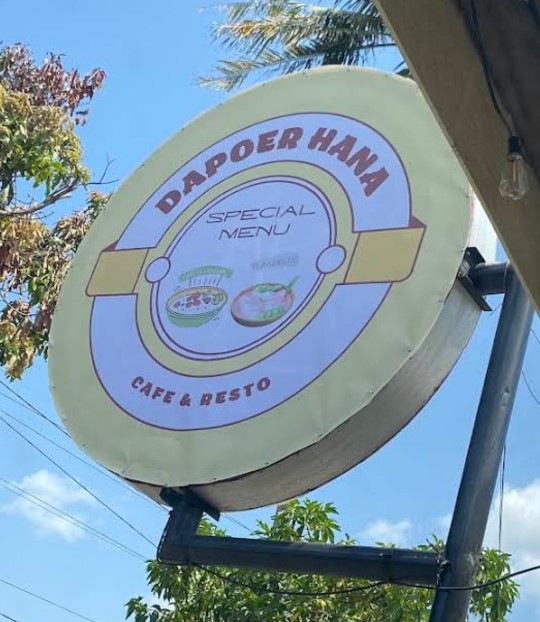 DAPOER HANA
SPECIAL
MENU
CAFE & RESTO